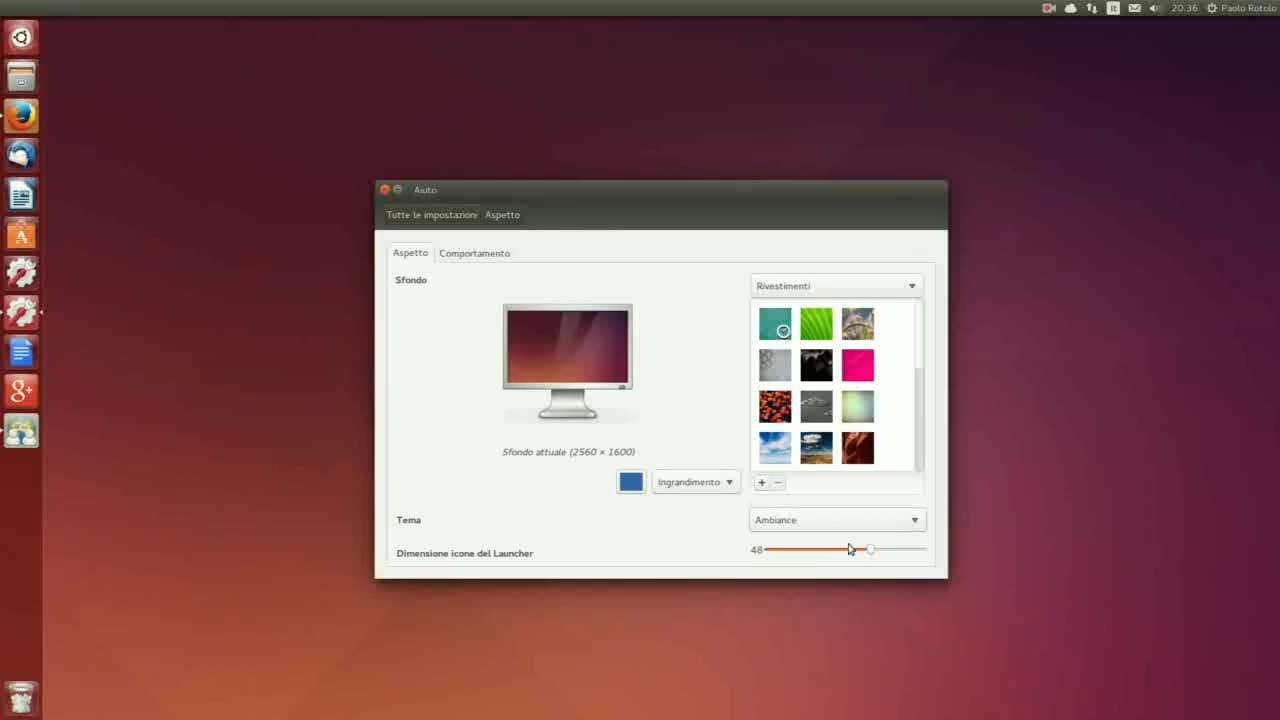 It 20.36 Paolo Rotolo
Aiuto
Tutte le impostazioni Aspetto
Aspetto Comportamento
Sfondo
Rivestimenti
Sfondo attuale (2560 × 1600)
Ingrandimento
+ −
Tema
Ambiance
Dimensione icone del Launcher
48
g+